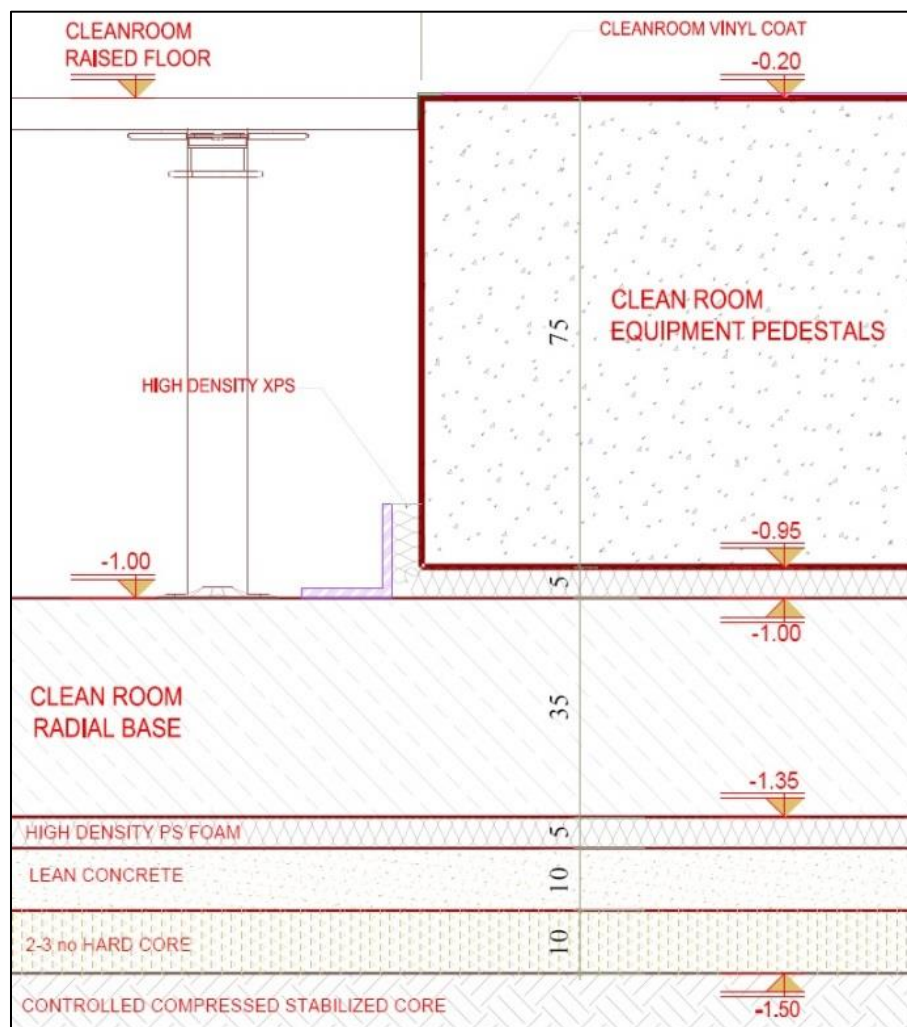 CLEANROOM
RAISED FLOOR
CLEANROOM VINYL COAT
-0.20
CLEAN ROOM
EQUIPMENT PEDESTALS
75
HIGH DENSITY XPS
-1.00
-0.95
5
-1.00
CLEAN ROOM
RADIAL BASE
35
-1.35
HIGH DENSITY PS FOAM
5
LEAN CONCRETE
10
2-3 no HARD CORE
10
CONTROLLED COMPRESSED STABILIZED CORE
-1.50